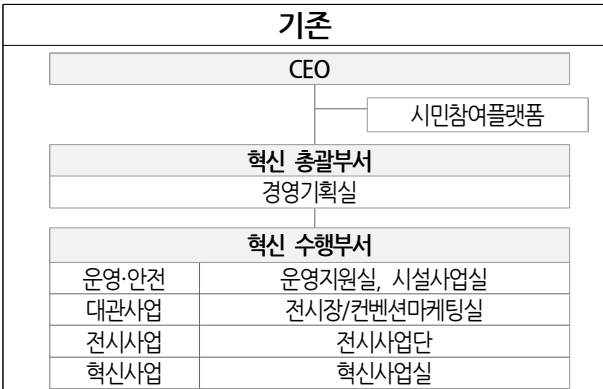 기존
CEO
시민참여플랫폼
혁신 총괄부서
경영기획실
혁신 수행부서
운영·안전 운영지원실, 시설사업실
대관사업 전시장/컨벤션마케팅실
전시사업 전시사업단
혁신사업 혁신사업실